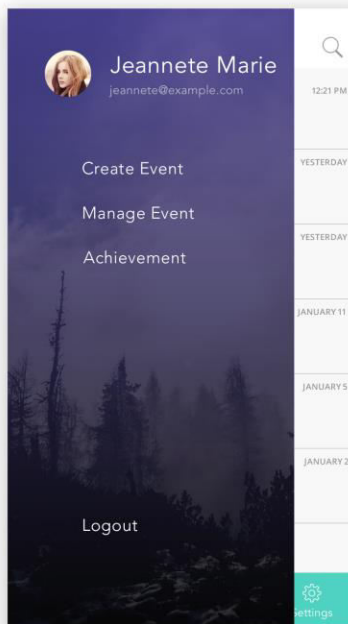 Jeannete Marie
jeannete@example.com
Create Event
Manage Event
Achievement
Logout
12:21 PM
YESTERDAY
YESTERDAY
JANUARY 11
JANUARY 5
JANUARY 2
Settings